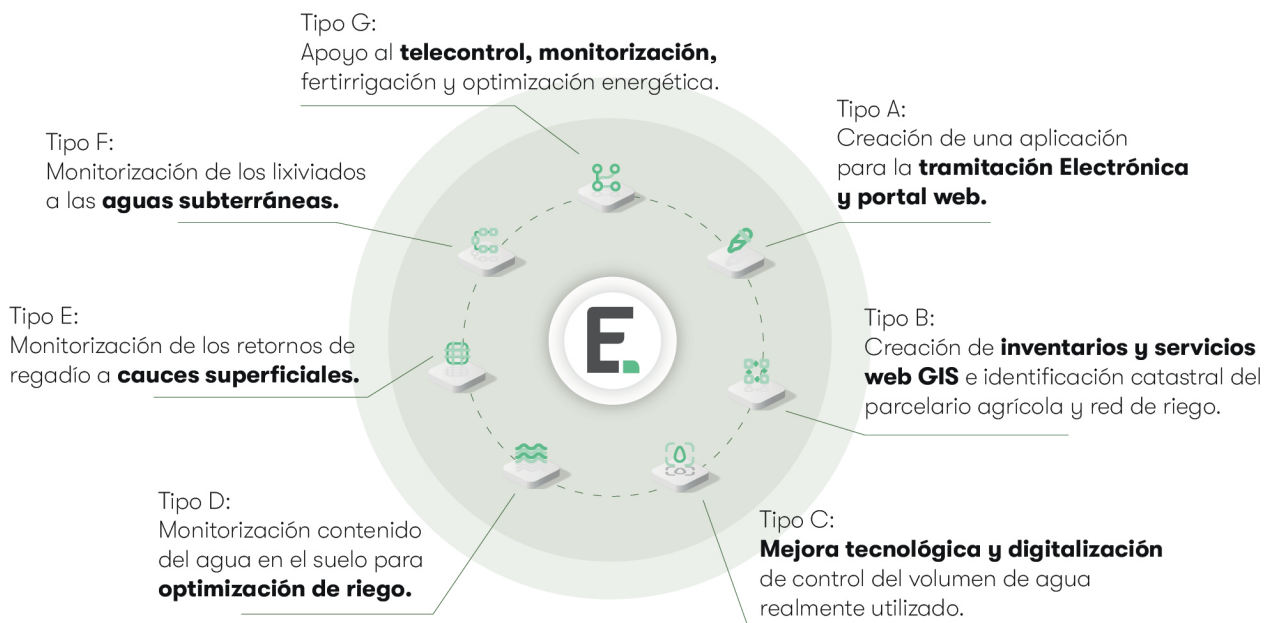 Tipo G:
Apoyo al telecontrol, monitorización,
fertirrigación y optimización energética.
Tipo A:
Creación de una aplicación
para la tramitación Electrónica
y portal web.
Tipo B:
Creación de inventarios y servicios
web GIS e identificación catastral del
parcelario agrícola y red de riego.
Tipo C:
Mejora tecnológica y digitalización
de control del volumen de agua
realmente utilizado.
Tipo D:
Monitorización contenido
del agua en el suelo para
optimización de riego.
Tipo E:
Monitorización de los retornos de
regadío a cauces superficiales.
Tipo F:
Monitorización de los lixiviados
a las aguas subterráneas.
E.